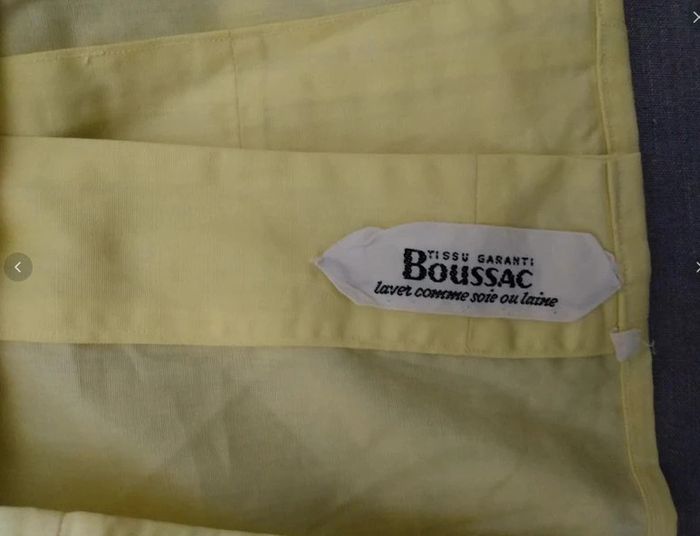 TISSU GARANTI
BOUSSAC
laver comme soie ou laine